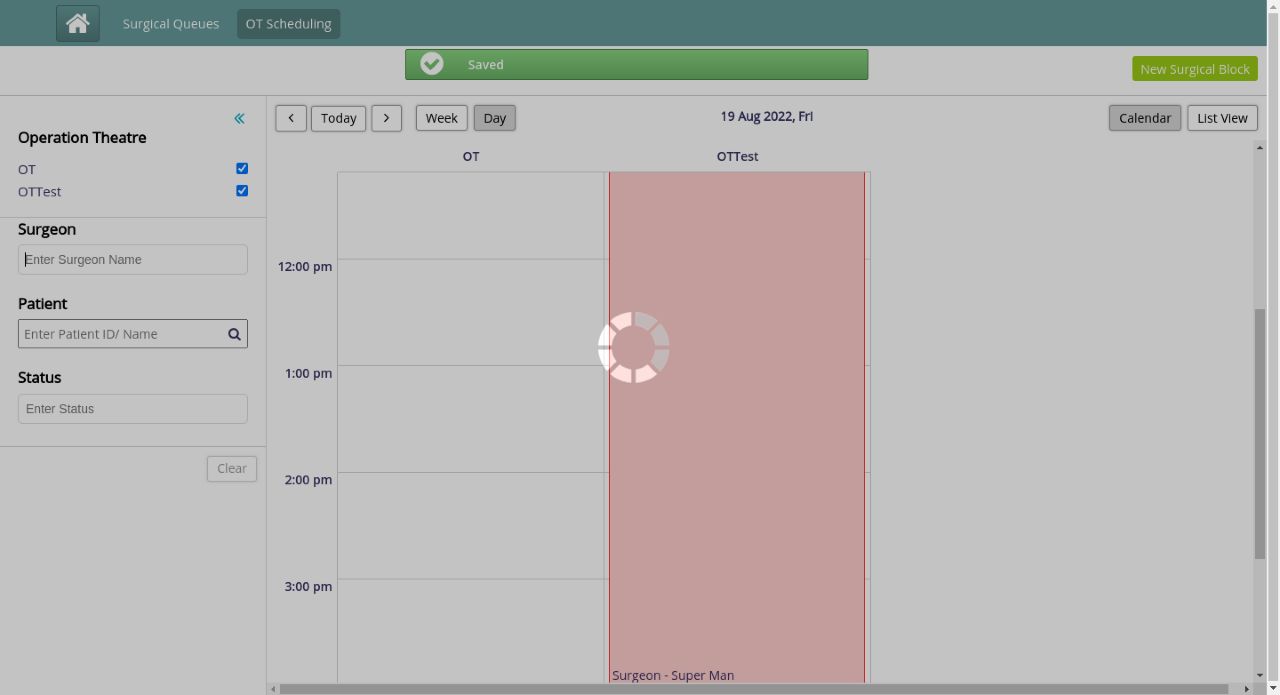 Surgical Queues
OT Scheduling
Saved
New Surgical Block
Today
Week
Day
19 Aug 2022, Fri
Calendar
List View
Operation Theatre
OT
OTTest
Surgeon
Enter Surgeon Name
Patient
Enter Patient ID/ Name
Status
Enter Status
Clear
OT
OTTest
12:00 pm
1:00 pm
2:00 pm
3:00 pm
Surgeon - Super Man